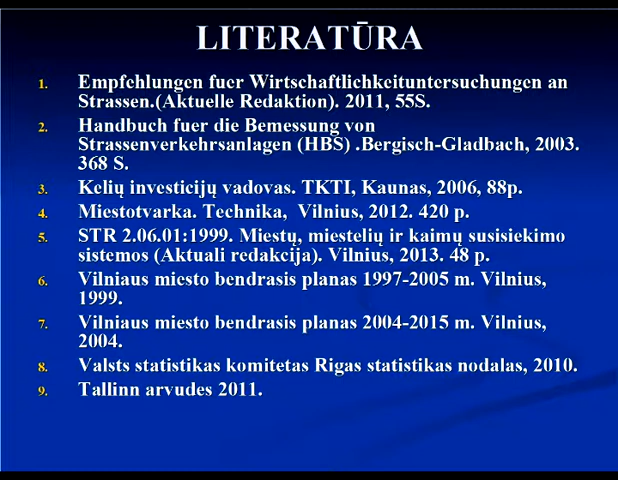 LITERATŪRA
1. Empfehlungen fuer Wirtschaftlichkeituntersuchungen an
Strassen.(Aktuelle Redaktion). 2011, 55S.
2. Handbuch fuer die Bemessung von
Strassenverkehrsanlagen (HBS) .Bergisch-Gladbach, 2003.
368 S.
3. Kelių investicijų vadovas. TKTI, Kaunas, 2006, 88p.
4. Miestotvarka. Technika, Vilnius, 2012. 420 p.
5. STR 2.06.01:1999. Miestų, miestelių ir kaimų susisiekimo
sistemos (Aktuali redakcija). Vilnius, 2013. 48 p.
6. Vilniaus miesto bendrasis planas 1997-2005 m. Vilnius,
1999.
7. Vilniaus miesto bendrasis planas 2004-2015 m. Vilnius,
2004.
8. Valsts statistikas komitetas Rigas statistikas nodalas, 2010.
9. Tallinn arvudes 2011.